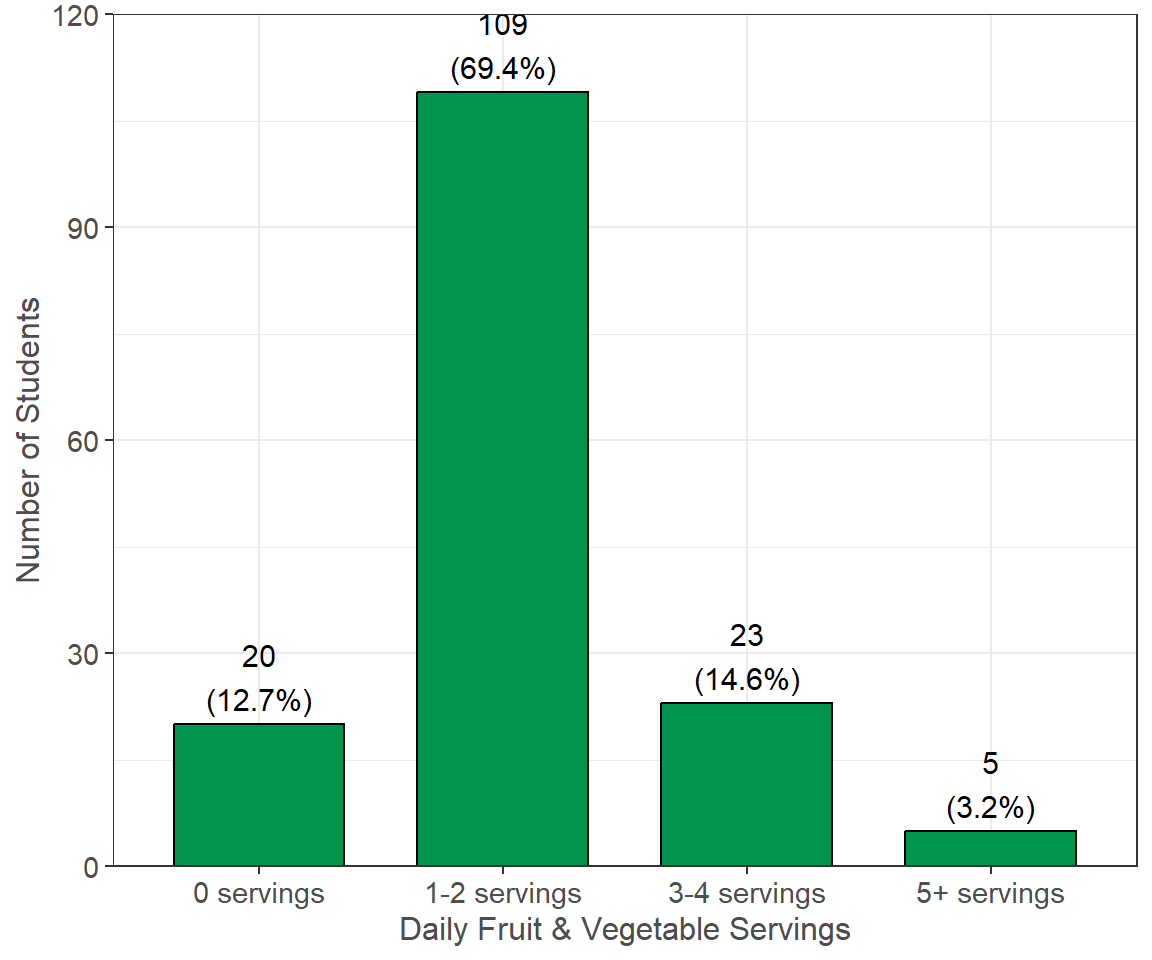 120
109
(69.4%)
90
Number of Students
60
30
20
(12.7%)
23
(14.6%)
5
(3.2%)
0
0 servings
1-2 servings
3-4 servings
5+ servings
Daily Fruit & Vegetable Servings